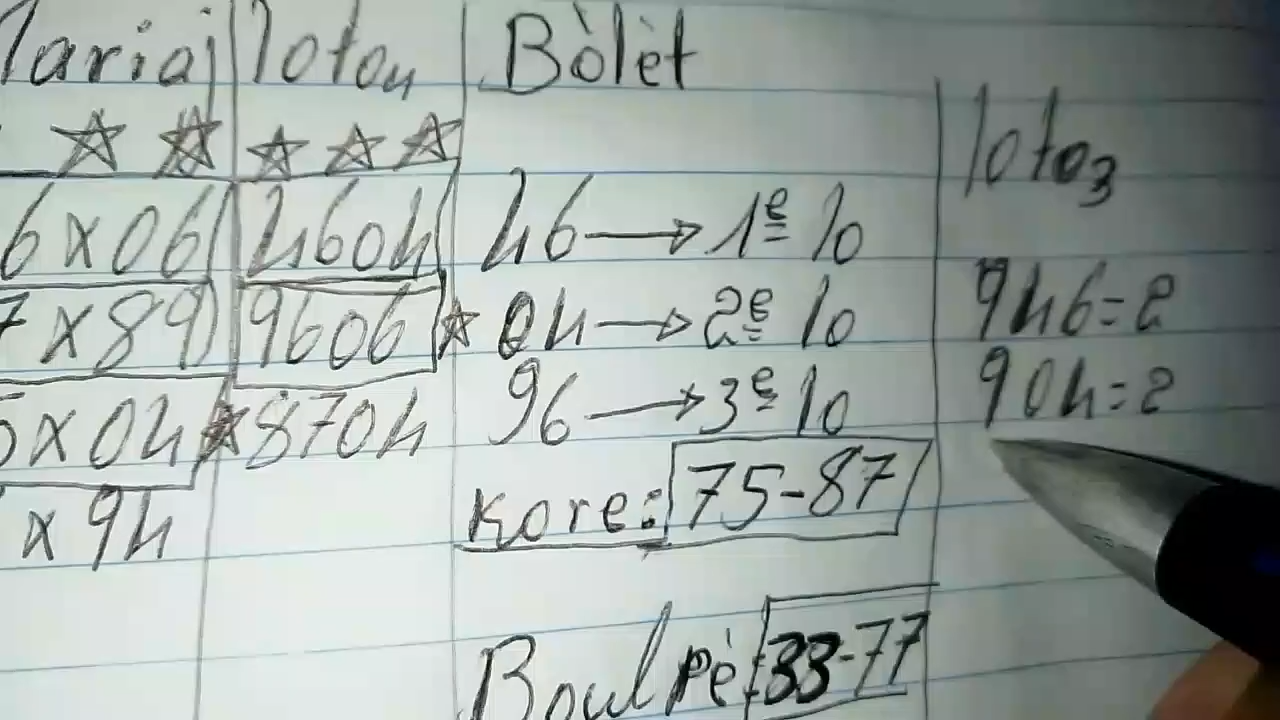 Mariaj loto4 Bòlèt
loto3
6x06 4604 46 → 1e lo
7x89 9606 04 → 2e lo 946=2
5x04 8704 96 → 3e lo 904=2
x94 Kore: 75-87
Boul Pè: 33-77